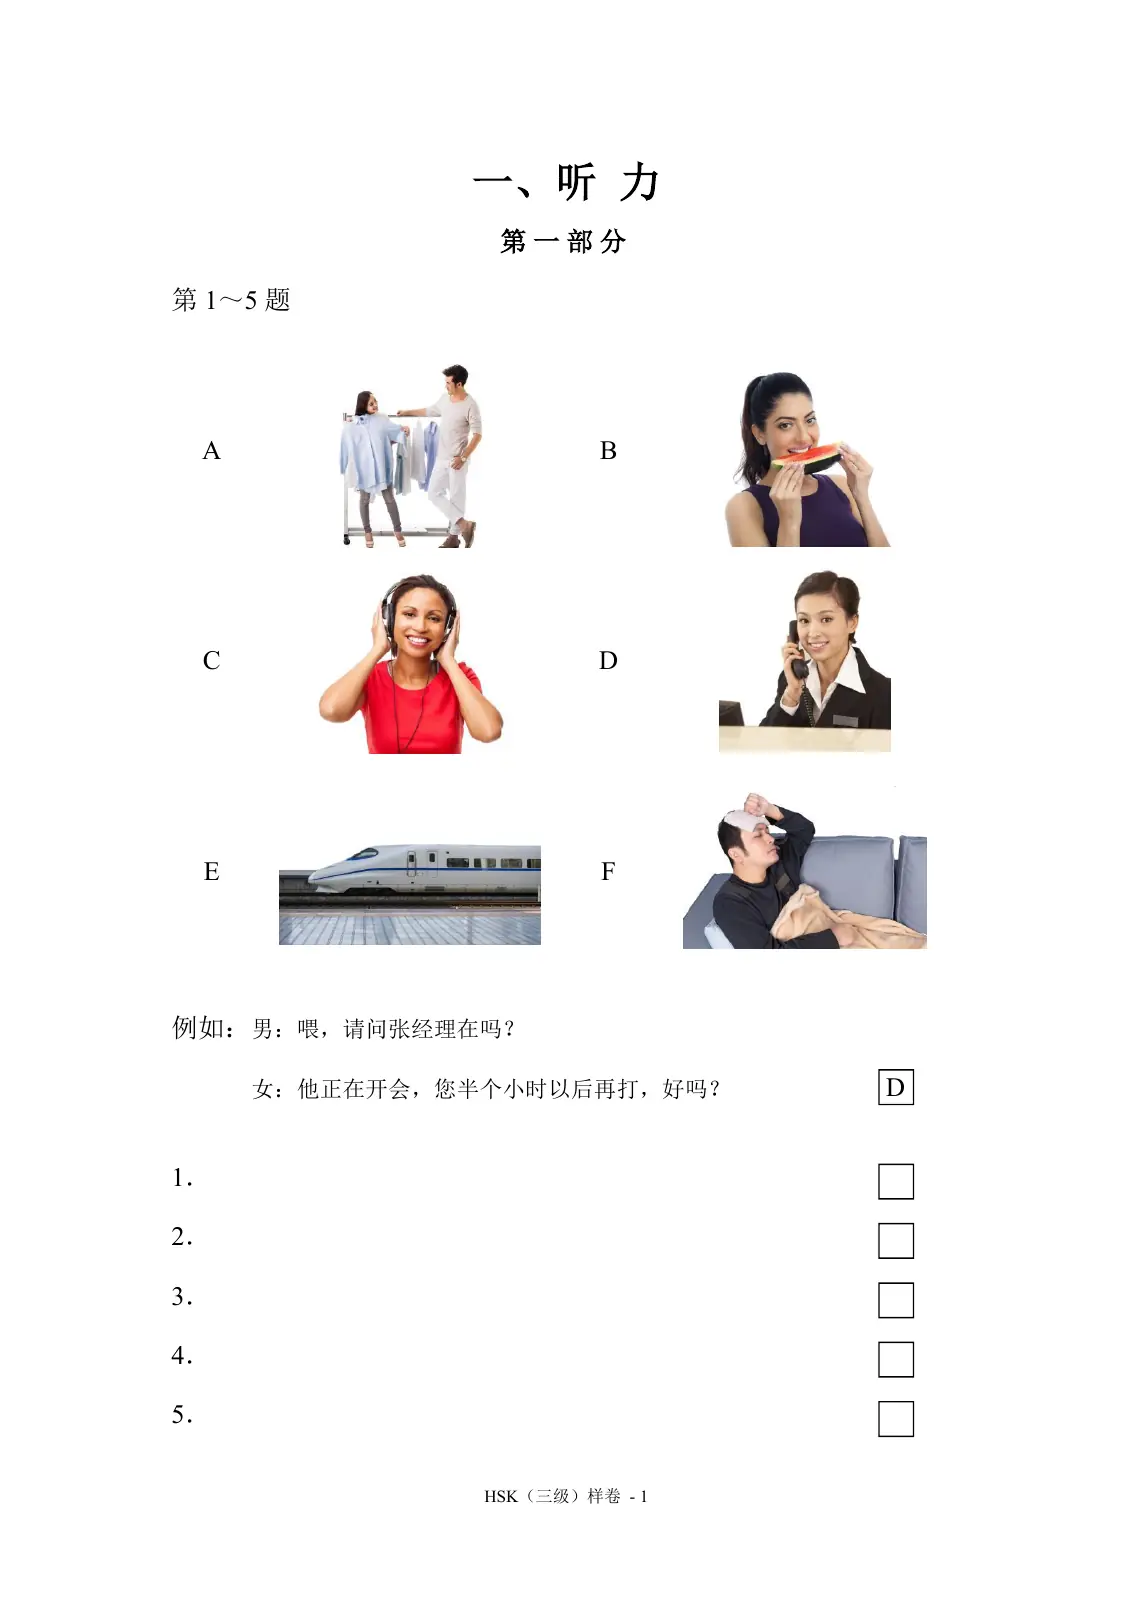 一、听 力
第一部分
第 1～5 题
A
B
C
D
E
F
例如：男：喂，请问张经理在吗？
女：他正在开会，您半个小时以后再打，好吗？ D
1.
2.
3.
4.
5.
HSK（三级）样卷 - 1